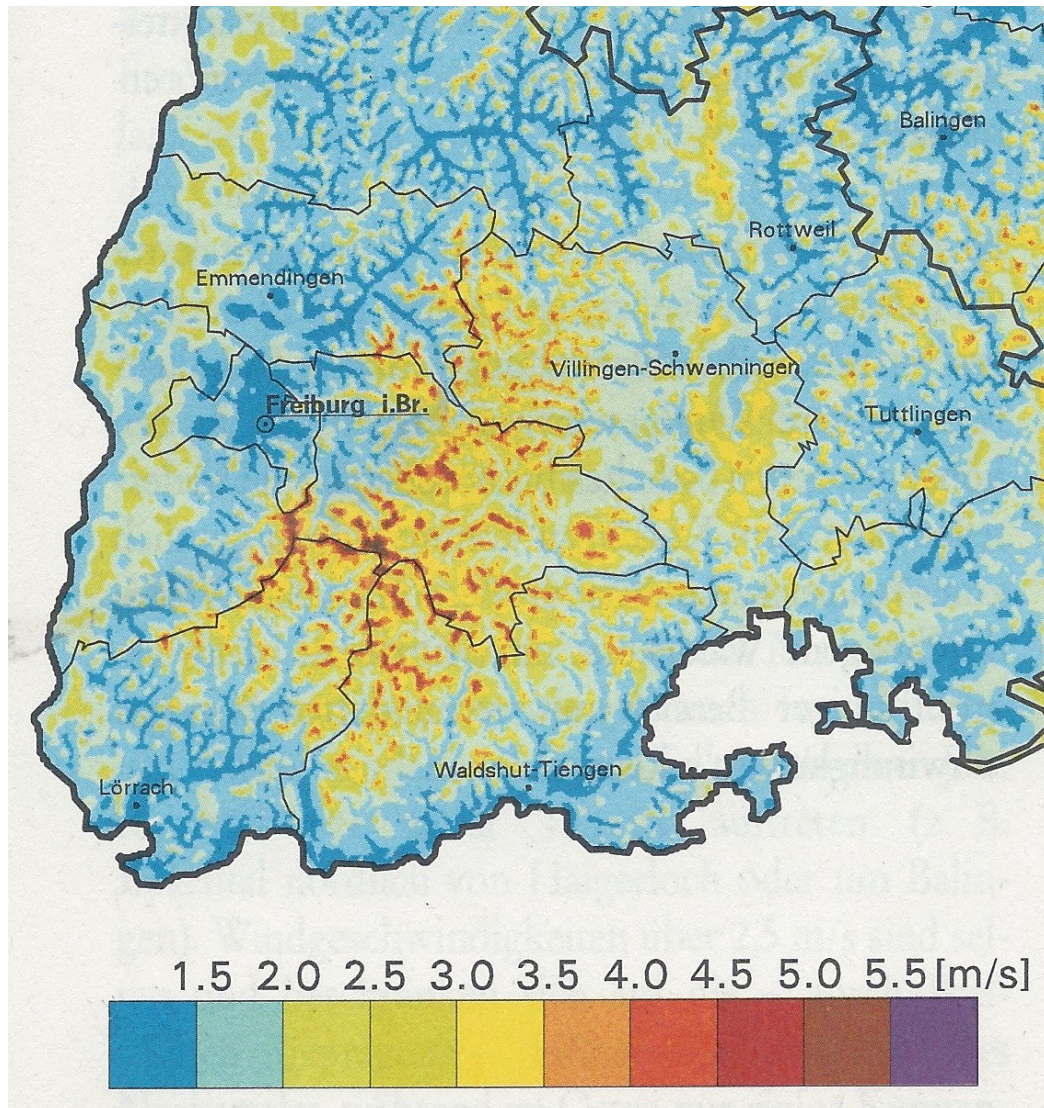 Balingen
Rottweil
Emmendingen
Villingen-Schwenningen
Freiburg i.Br.
Tuttlingen
Waldshut-Tiengen
Lörrach
1.5 2.0 2.5 3.0 3.5 4.0 4.5 5.0 5.5 [m/s]